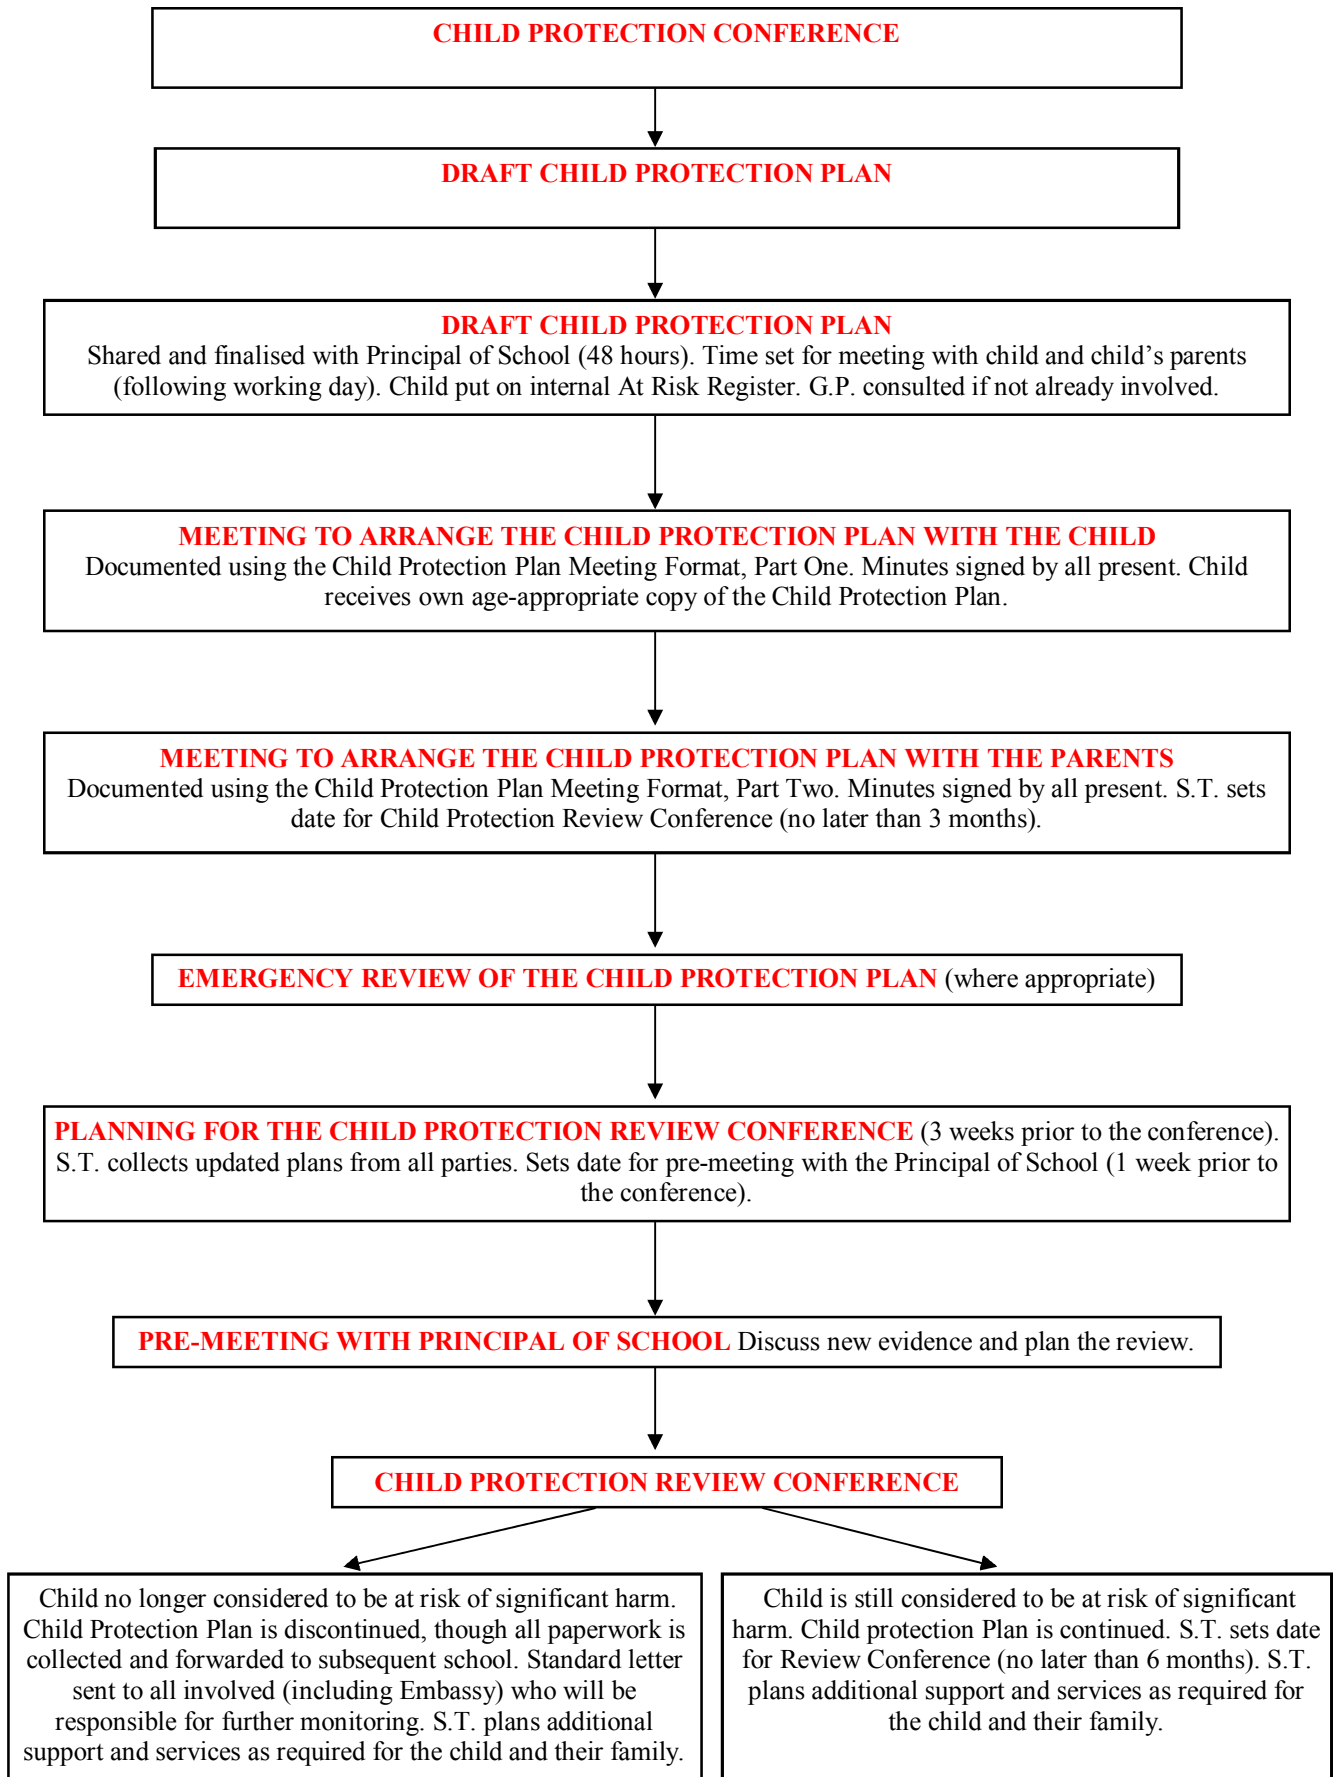 CHILD PROTECTION CONFERENCE
DRAFT CHILD PROTECTION PLAN
DRAFT CHILD PROTECTION PLAN
Shared and finalised with Principal of School (48 hours). Time set for meeting with child and child’s parents
(following working day). Child put on internal At Risk Register. G.P. consulted if not already involved.
MEETING TO ARRANGE THE CHILD PROTECTION PLAN WITH THE CHILD
Documented using the Child Protection Plan Meeting Format, Part One. Minutes signed by all present. Child
receives own age-appropriate copy of the Child Protection Plan.
MEETING TO ARRANGE THE CHILD PROTECTION PLAN WITH THE PARENTS
Documented using the Child Protection Plan Meeting Format, Part Two. Minutes signed by all present. S.T. sets
date for Child Protection Review Conference (no later than 3 months).
EMERGENCY REVIEW OF THE CHILD PROTECTION PLAN (where appropriate)
PLANNING FOR THE CHILD PROTECTION REVIEW CONFERENCE (3 weeks prior to the conference).
S.T. collects updated plans from all parties. Sets date for pre-meeting with the Principal of School (1 week prior to
the conference).
PRE-MEETING WITH PRINCIPAL OF SCHOOL Discuss new evidence and plan the review.
CHILD PROTECTION REVIEW CONFERENCE
Child no longer considered to be at risk of significant harm.
Child Protection Plan is discontinued, though all paperwork is
collected and forwarded to subsequent school. Standard letter
sent to all involved (including Embassy) who will be
responsible for further monitoring. S.T. plans additional
support and services as required for the child and their family.
Child is still considered to be at risk of significant
harm. Child protection Plan is continued. S.T. sets date
for Review Conference (no later than 6 months). S.T.
plans additional support and services as required for
the child and their family.